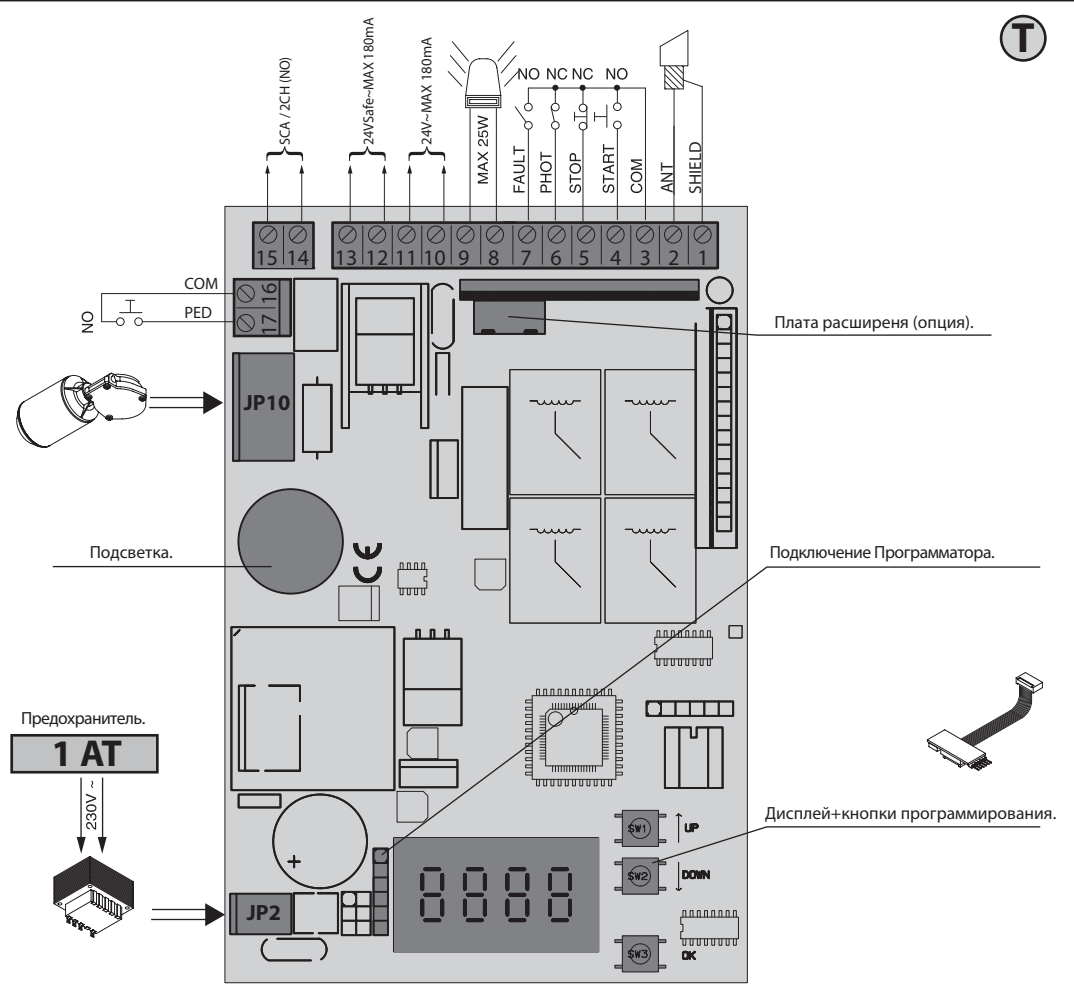 T
SCA / 2CH (NO)
24VSafe~MAX 180mA
24V~MAX 180mA
MAX 25W
NO NC NC NO
FAULT
PHOT
STOP
START
COM
ANT
SHIELD
15 14
13 12 11 10 9 8 7 6 5 4 3 2 1
COM
PED
NO
16
17
Плата расширеня (опция).
JP10
Подсветка.
CE
Подключение Программатора.
Предохранитель.
1 AT
230V ~
Дисплей+кнопки программирования.
SW1
UP
SW2
DOWN
+
JP2
8888
SW3
OK